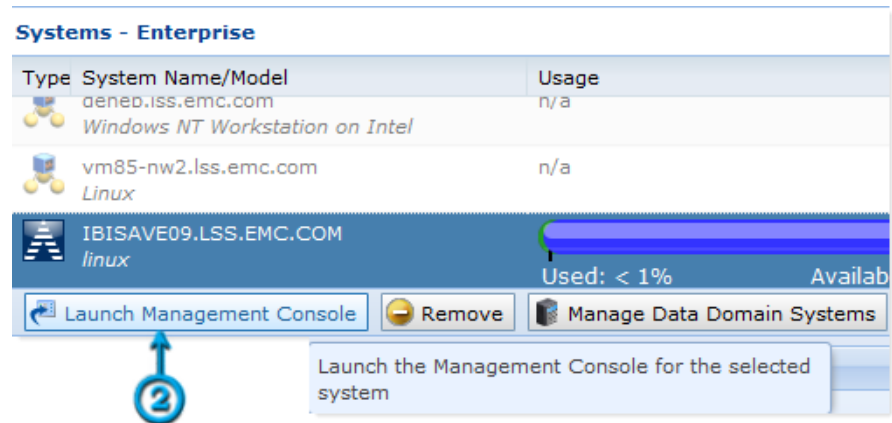 Systems - Enterprise
Type System Name/Model Usage
deneb.lss.emc.com n/a
Windows NT Workstation on Intel
vm85-nw2.lss.emc.com n/a
Linux
IBISAVE09.LSS.EMC.COM
linux
Used: < 1% Availab
Launch Management Console Remove Manage Data Domain Systems
Launch the Management Console for the selected
system
2